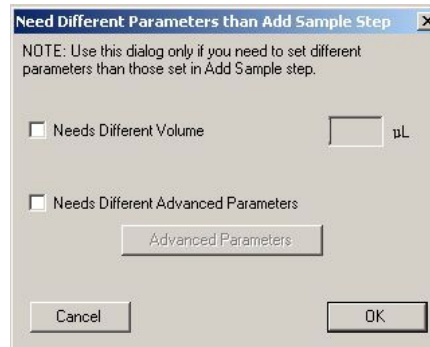 Need Different Parameters than Add Sample Step
NOTE: Use this dialog only if you need to set different
parameters than those set in Add Sample step.
Needs Different Volume
µL
Needs Different Advanced Parameters
Advanced Parameters
Cancel
OK